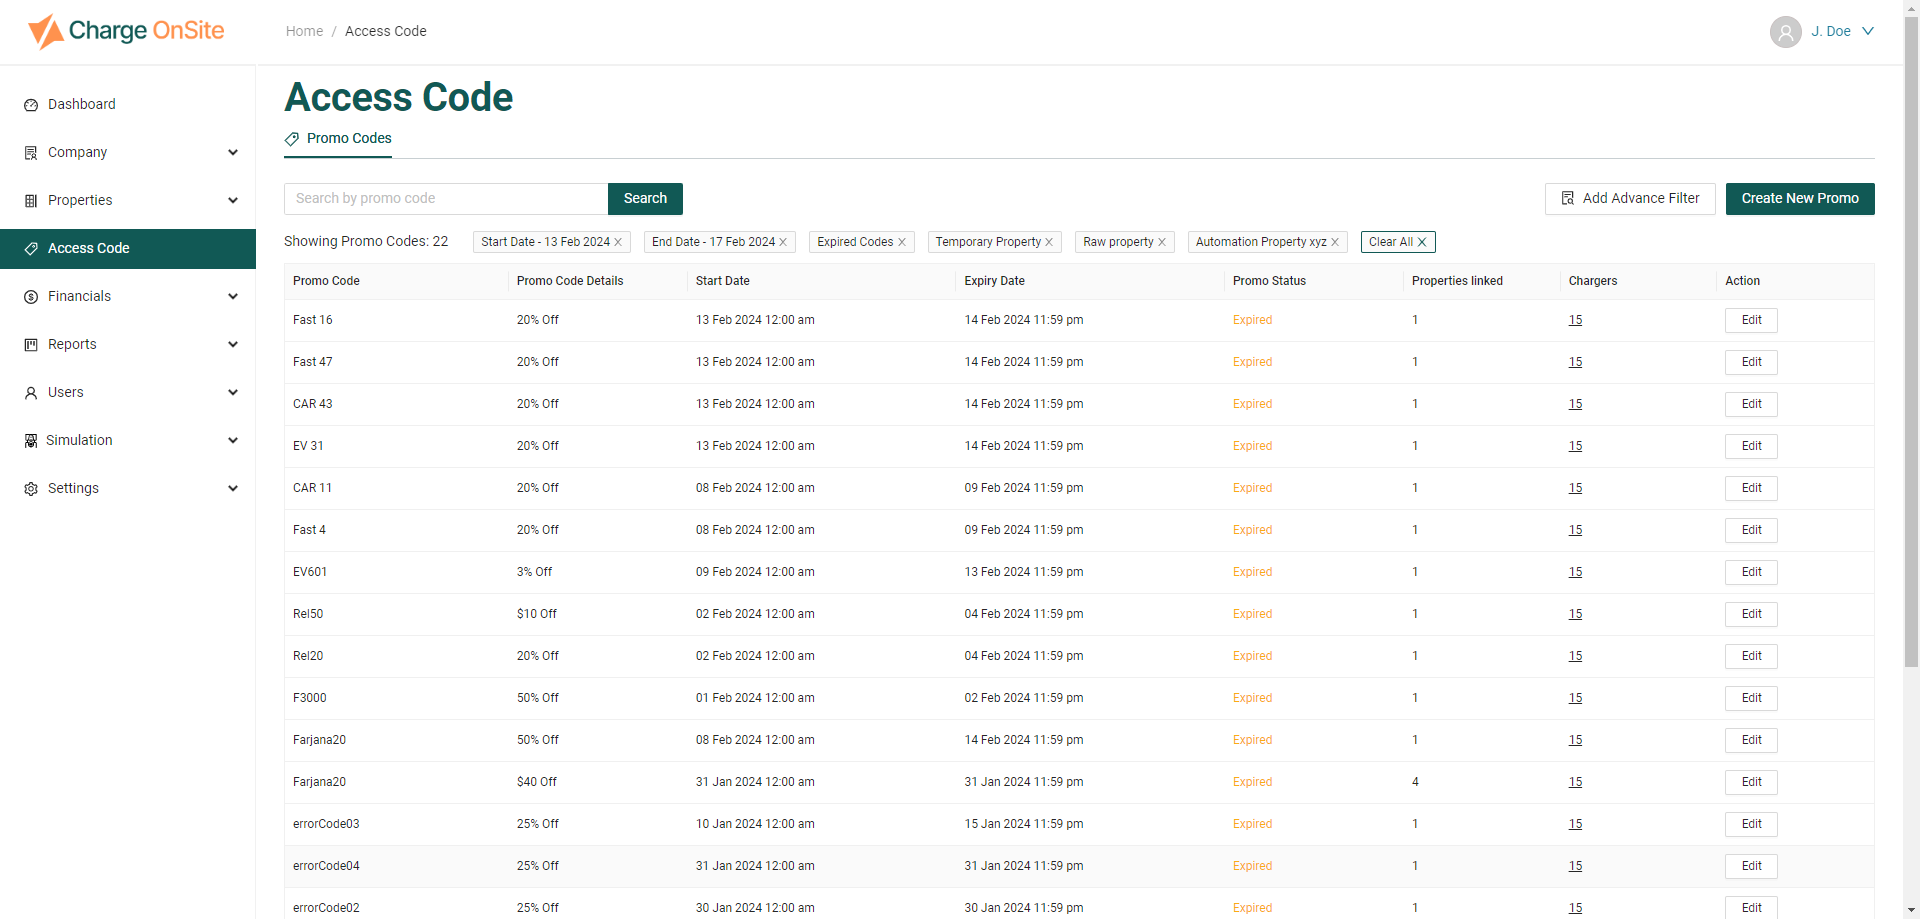 Charge OnSite
Home / Access Code
J. Doe
Dashboard
Company
Properties
Access Code
Financials
Reports
Users
Simulation
Settings
Access Code
Promo Codes
Search by promo code
Search
Add Advance Filter
Create New Promo
Showing Promo Codes: 22
Start Date - 13 Feb 2024
End Date - 17 Feb 2024
Expired Codes
Temporary Property
Raw property
Automation Property xyz
Clear All
Promo Code Promo Code Details Start Date Expiry Date Promo Status Properties linked Chargers Action
Fast 16 20% Off 13 Feb 2024 12:00 am 14 Feb 2024 11:59 pm Expired 1 15 Edit
Fast 47 20% Off 13 Feb 2024 12:00 am 14 Feb 2024 11:59 pm Expired 1 15 Edit
CAR 43 20% Off 13 Feb 2024 12:00 am 14 Feb 2024 11:59 pm Expired 1 15 Edit
EV 31 20% Off 13 Feb 2024 12:00 am 14 Feb 2024 11:59 pm Expired 1 15 Edit
CAR 11 20% Off 08 Feb 2024 12:00 am 09 Feb 2024 11:59 pm Expired 1 15 Edit
Fast 4 20% Off 08 Feb 2024 12:00 am 09 Feb 2024 11:59 pm Expired 1 15 Edit
EV601 3% Off 09 Feb 2024 12:00 am 13 Feb 2024 11:59 pm Expired 1 15 Edit
Rel50 $10 Off 02 Feb 2024 12:00 am 04 Feb 2024 11:59 pm Expired 1 15 Edit
Rel20 20% Off 02 Feb 2024 12:00 am 04 Feb 2024 11:59 pm Expired 1 15 Edit
F3000 50% Off 01 Feb 2024 12:00 am 02 Feb 2024 11:59 pm Expired 1 15 Edit
Farjana20 50% Off 08 Feb 2024 12:00 am 14 Feb 2024 11:59 pm Expired 1 15 Edit
Farjana20 $40 Off 31 Jan 2024 12:00 am 31 Jan 2024 11:59 pm Expired 4 15 Edit
errorCode03 25% Off 10 Jan 2024 12:00 am 15 Jan 2024 11:59 pm Expired 1 15 Edit
errorCode04 25% Off 31 Jan 2024 12:00 am 31 Jan 2024 11:59 pm Expired 1 15 Edit
errorCode02 25% Off 30 Jan 2024 12:00 am 30 Jan 2024 11:59 pm Expired 1 15 Edit